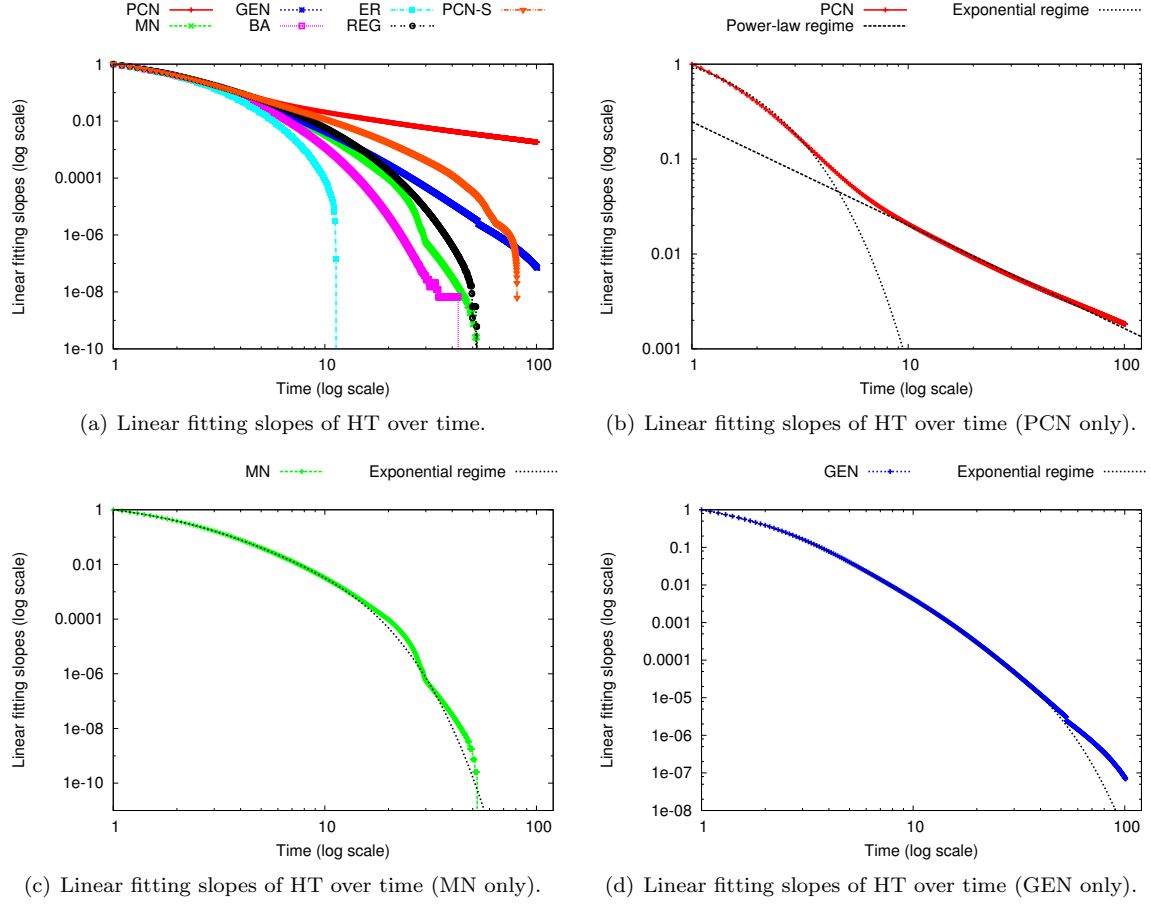 PCN GEN ER PCN-S
MN BA REG
Linear fitting slopes (log scale)
1
0.01
0.0001
1e-06
1e-08
1e-10
1 10 100
Time (log scale)
(a) Linear fitting slopes of HT over time.
PCN Exponential regime
Power-law regime
Linear fitting slopes (log scale)
1
0.1
0.01
0.001
1 10 100
Time (log scale)
(b) Linear fitting slopes of HT over time (PCN only).
MN Exponential regime
Linear fitting slopes (log scale)
1
0.01
0.0001
1e-06
1e-08
1e-10
1 10 100
Time (log scale)
(c) Linear fitting slopes of HT over time (MN only).
GEN Exponential regime
Linear fitting slopes (log scale)
1
0.1
0.01
0.001
0.0001
1e-05
1e-06
1e-07
1e-08
1 10 100
Time (log scale)
(d) Linear fitting slopes of HT over time (GEN only).